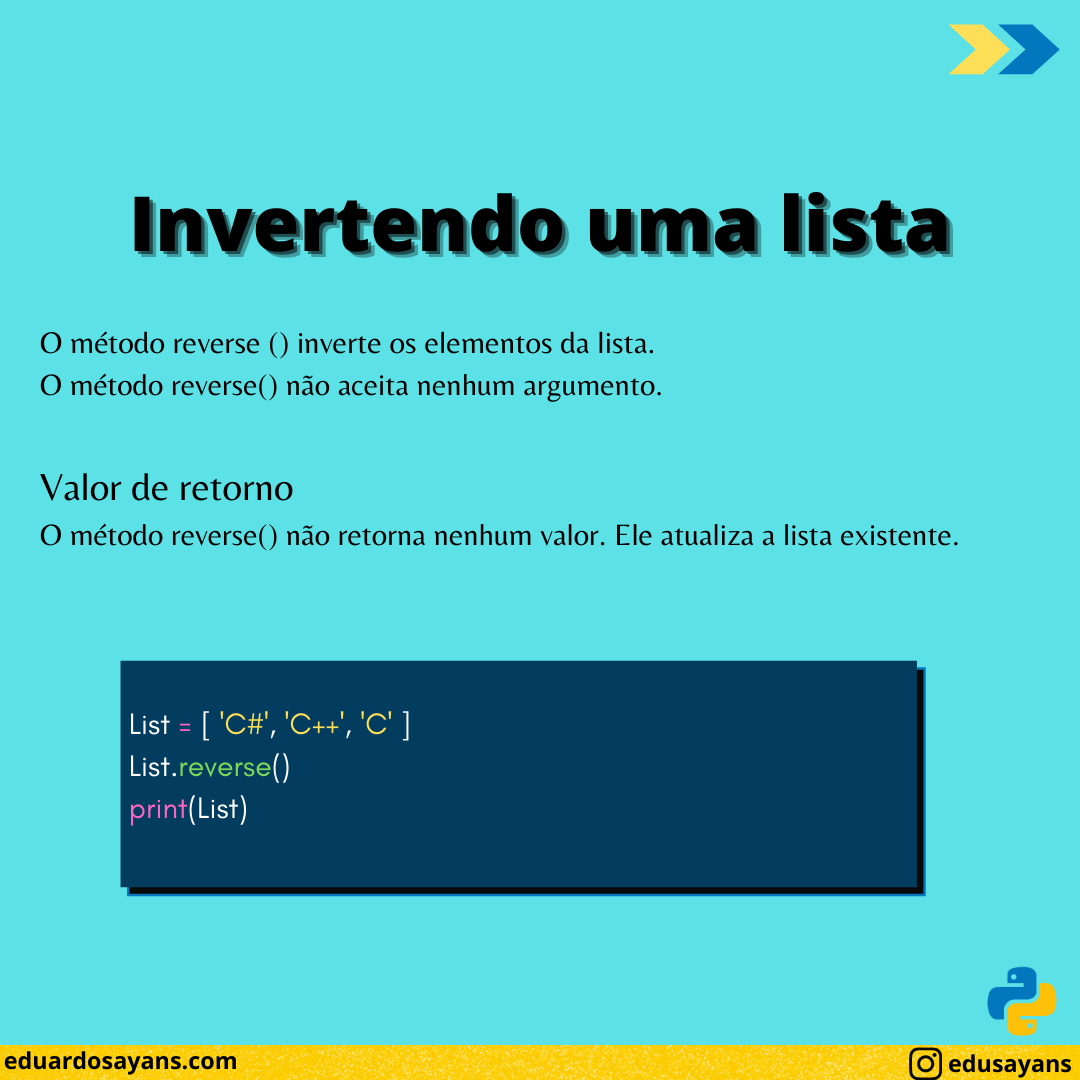 Invertendo uma lista
O método reverse () inverte os elementos da lista.
O método reverse() não aceita nenhum argumento.
Valor de retorno
O método reverse() não retorna nenhum valor. Ele atualiza a lista existente.
List = [ 'C#', 'C++', 'C' ]
List.reverse()
print(List)
eduardosayans.com
edusayans